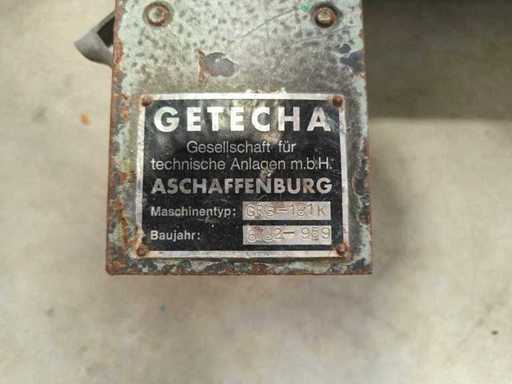 GETECHA
Gesellschaft für
technische Anlagen m.b.H.
ASCHAFFENBURG
Maschinentyp:
Baujahr: